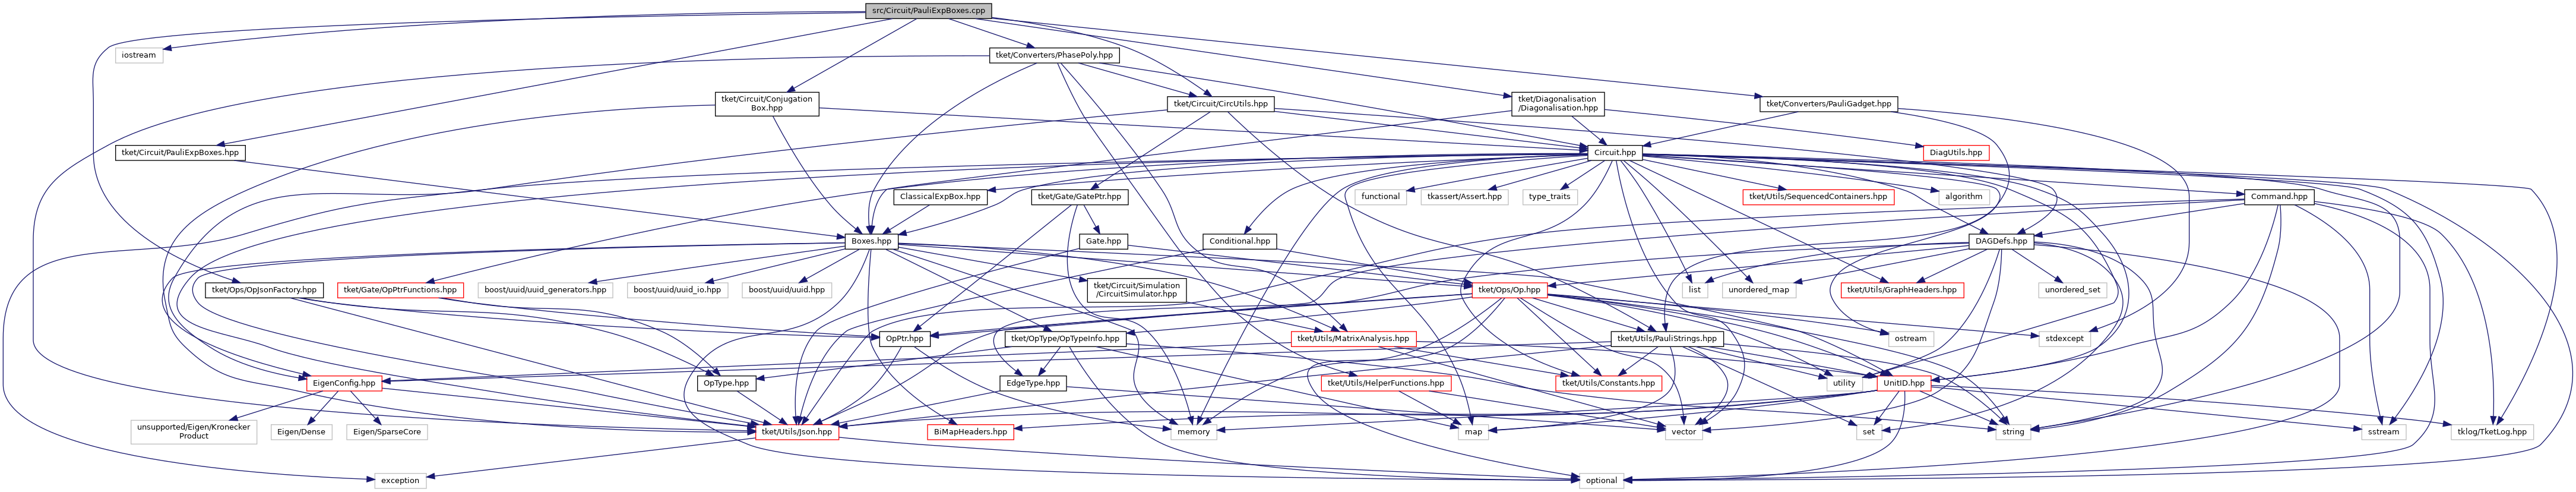 src/Circuit/PauliExpBoxes.cpp
iostream
tket/Converters/PhasePoly.hpp
tket/Circuit/Conjugation
Box.hpp
tket/Circuit/CircUtils.hpp
tket/Diagonalisation
/Diagonalisation.hpp
tket/Converters/PauliGadget.hpp
tket/Circuit/PauliExpBoxes.hpp
Circuit.hpp
DiagUtils.hpp
ClassicalExpBox.hpp
tket/Gate/GatePtr.hpp
functional
tkassert/Assert.hpp
type_traits
tket/Utils/SequencedContainers.hpp
algorithm
Command.hpp
Boxes.hpp
Gate.hpp
Conditional.hpp
DAGDefs.hpp
tket/Ops/OpJsonFactory.hpp
tket/Gate/OpPtrFunctions.hpp
boost/uuid/uuid_generators.hpp
boost/uuid/uuid_io.hpp
boost/uuid/uuid.hpp
tket/Circuit/Simulation
/CircuitSimulator.hpp
tket/Ops/Op.hpp
list
unordered_map
tket/Utils/GraphHeaders.hpp
unordered_set
OpPtr.hpp
tket/OpType/OpTypeInfo.hpp
tket/Utils/MatrixAnalysis.hpp
tket/Utils/PauliStrings.hpp
ostream
stdexcept
EigenConfig.hpp
OpType.hpp
EdgeType.hpp
tket/Utils/HelperFunctions.hpp
tket/Utils/Constants.hpp
utility
UnitID.hpp
unsupported/Eigen/Kronecker
Product
Eigen/Dense
Eigen/SparseCore
tket/Utils/Json.hpp
BiMapHeaders.hpp
memory
map
vector
set
string
sstream
tklog/TketLog.hpp
exception
optional